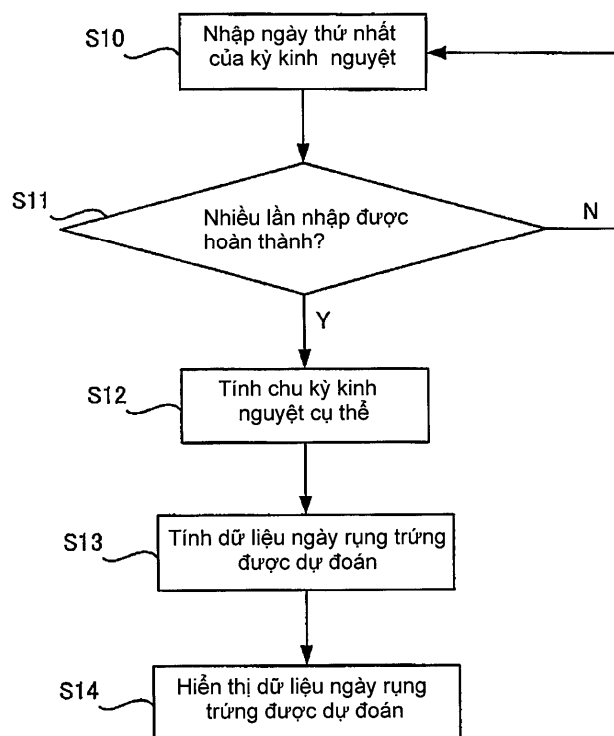 S10
Nhập ngày thứ nhất
của kỳ kinh nguyệt
S11
Nhiều lần nhập được
hoàn thành?
N
Y
S12
Tính chu kỳ kinh
nguyệt cụ thể
S13
Tính dữ liệu ngày rụng trứng
được dự đoán
S14
Hiển thị dữ liệu ngày rụng
trứng được dự đoán